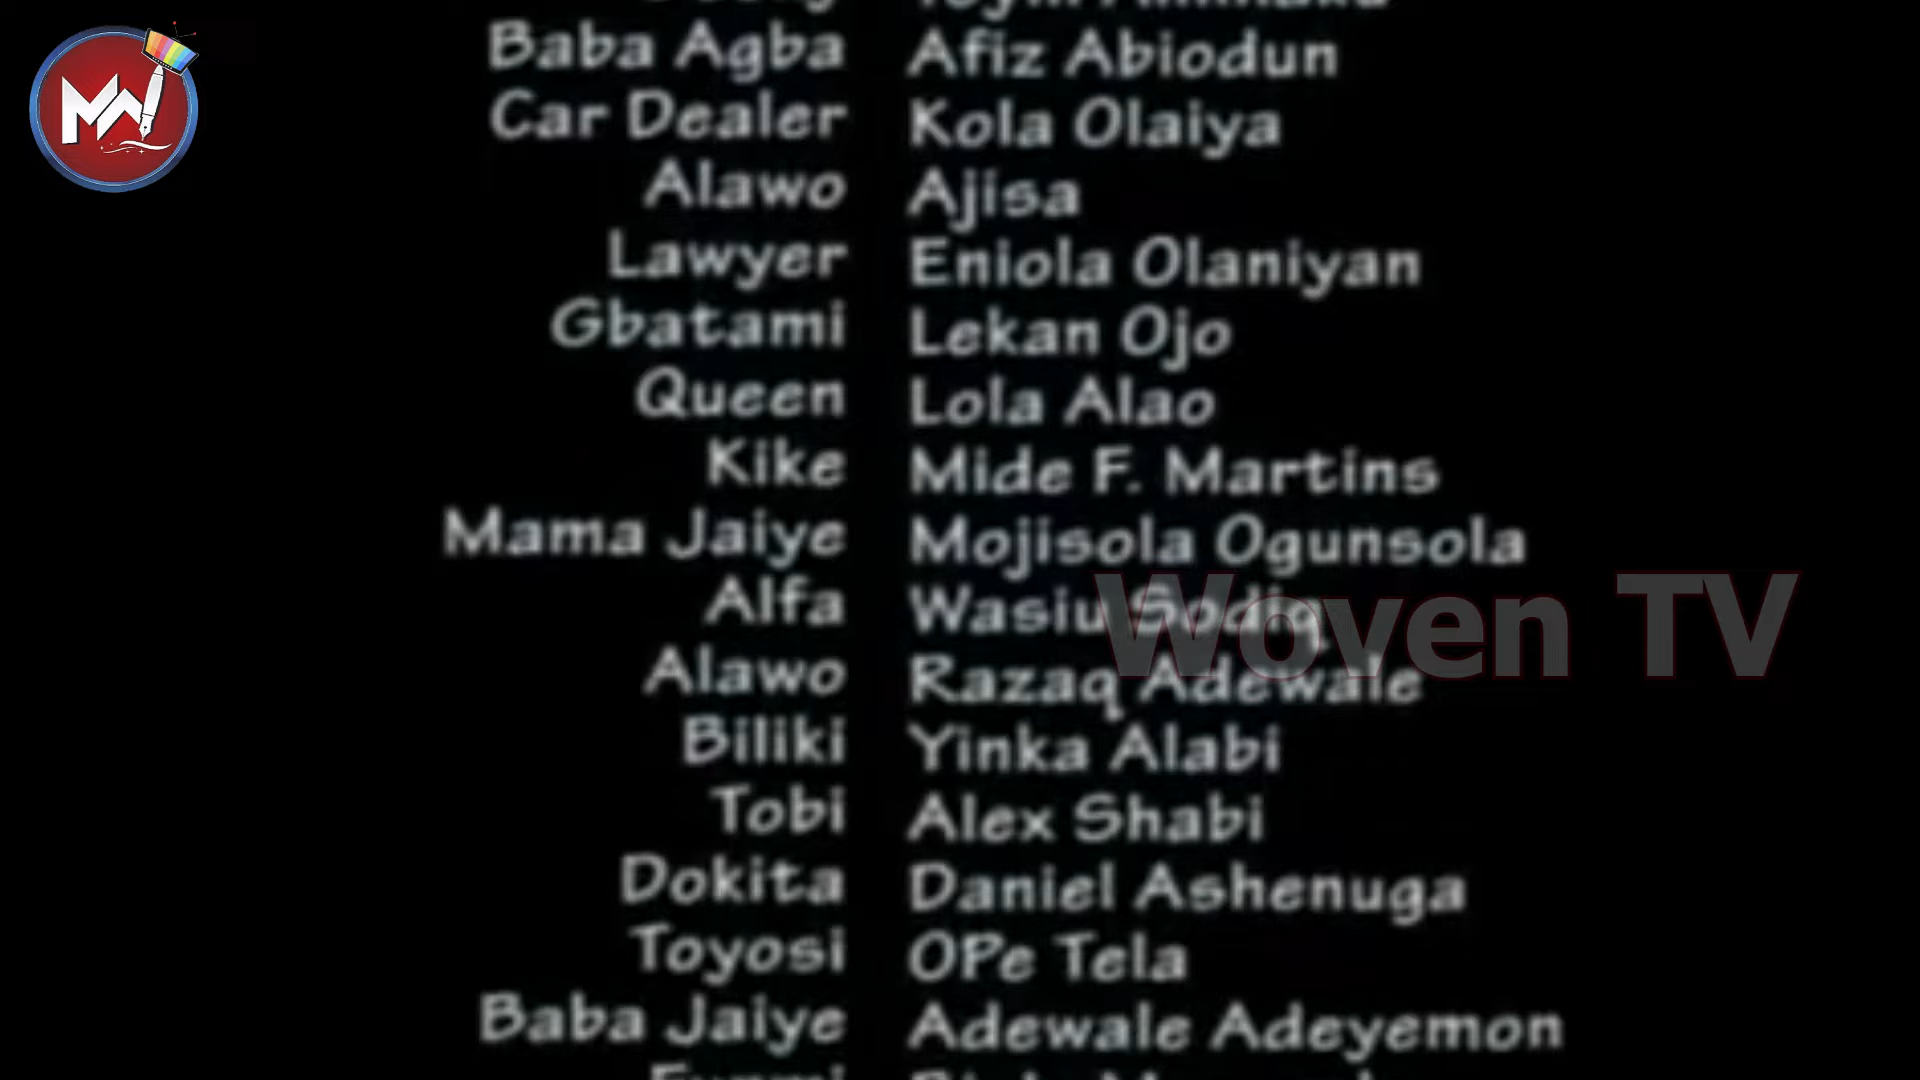 Baba Agba Afiz Abiodun
Car Dealer Kola Olaiya
Alawo Ajisa
Lawyer Eniola Olaniyan
Gbatami Lekan Ojo
Queen Lola Alao
Kike Mide F. Martins
Mama Jaiye Mojisola Ogunsola
Alfa Wasiu Sodiq
Woven TV
Alawo Razaq Adewale
Biliki Yinka Alabi
Tobi Alex Shabi
Dokita Daniel Ashenuga
Toyosi OPe Tela
Baba Jaiye Adewale Adeyemon